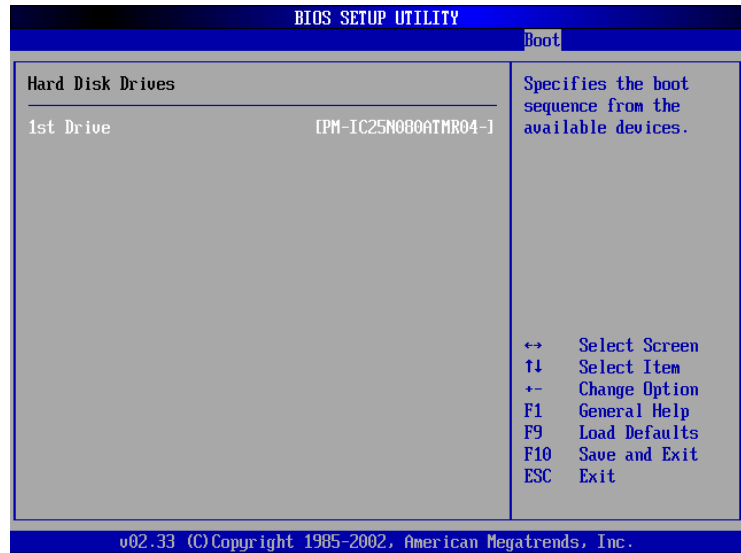 BIOS SETUP UTILITY
Boot
Hard Disk Drives
1st Drive [PM-IC25N080ATMR04-]
Specifies the boot
sequence from the
available devices.
↔ Select Screen
↑↓ Select Item
+- Change Option
F1 General Help
F9 Load Defaults
F10 Save and Exit
ESC Exit
v02.33 (C)Copyright 1985-2002, American Megatrends, Inc.